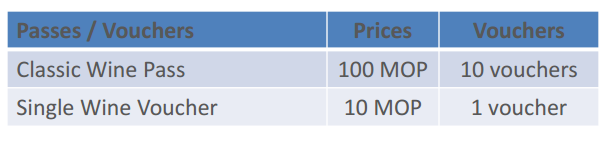 Passes / Vouchers Prices Vouchers
Classic Wine Pass 100 MOP 10 vouchers
Single Wine Voucher 10 MOP 1 voucher